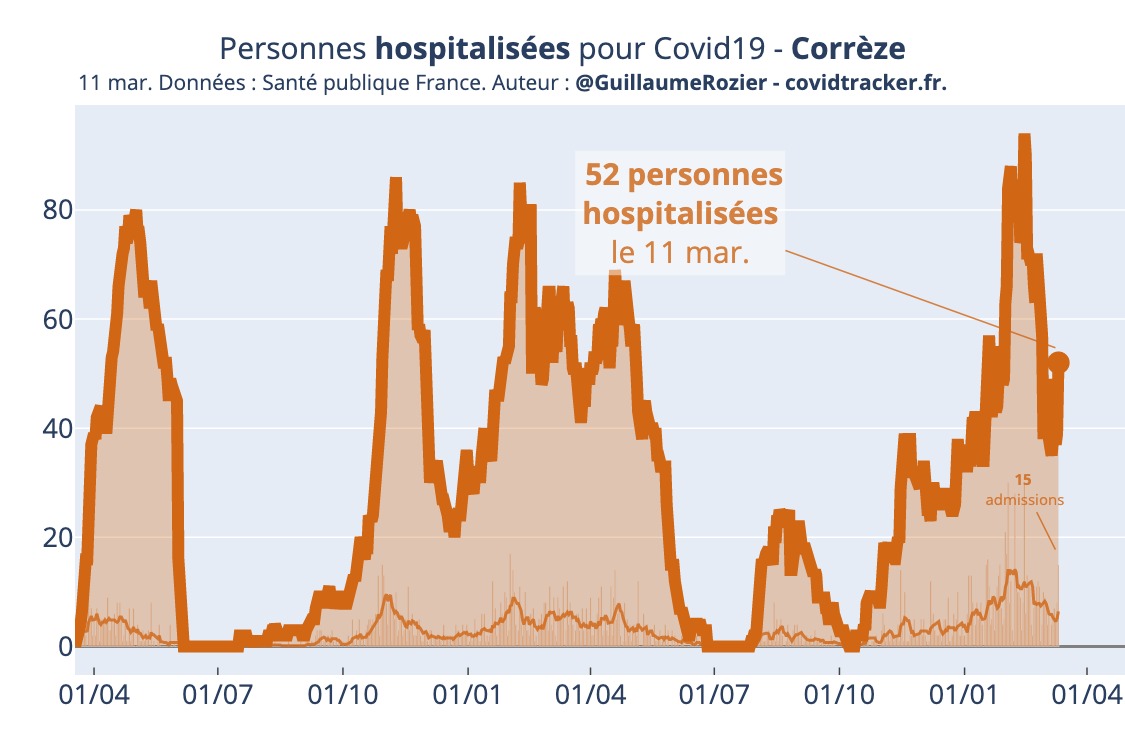 Personnes hospitalisées pour Covid19 - Corrèze
11 mar. Données : Santé publique France. Auteur : @GuillaumeRozier - covidtracker.fr.
52 personnes
hospitalisées
le 11 mar.
80
60
40
20
0
15
admissions
01/04 01/07 01/10 01/01 01/04 01/07 01/10 01/01 01/04